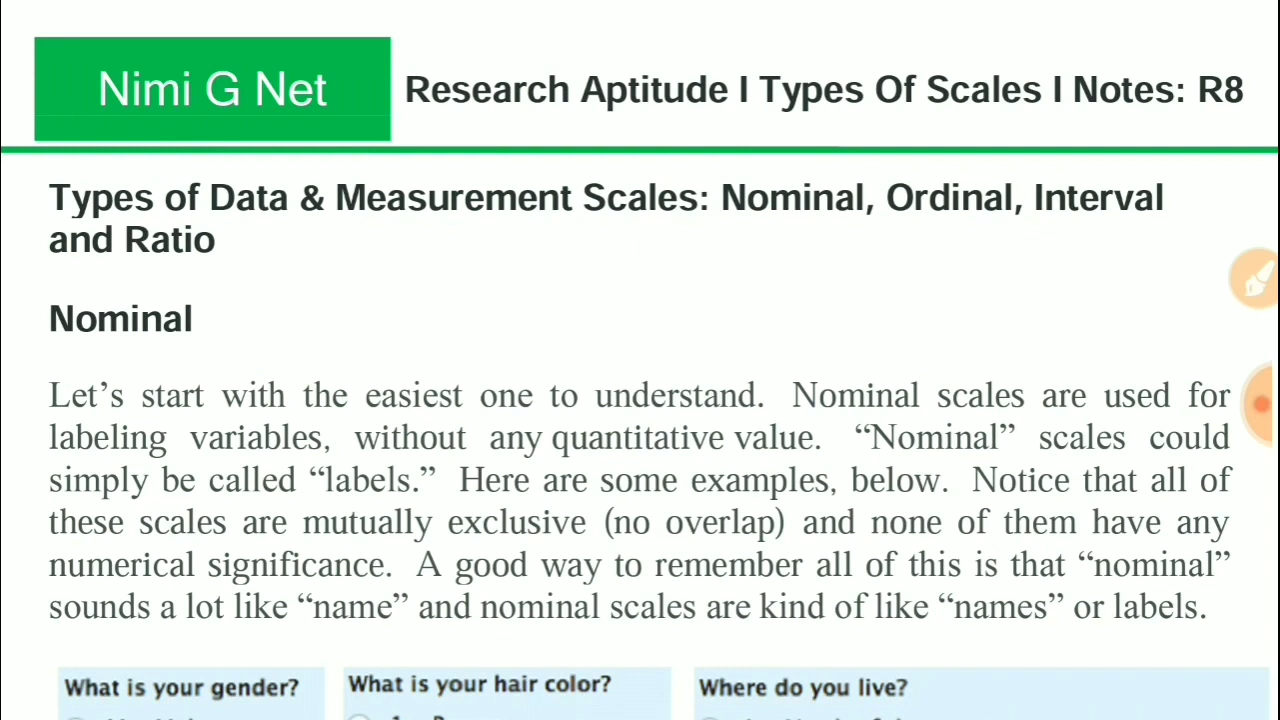 Nimi G Net
Research Aptitude I Types Of Scales I Notes: R8
Types of Data & Measurement Scales: Nominal, Ordinal, Interval
and Ratio
Nominal
Let’s start with the easiest one to understand. Nominal scales are used for
labeling variables, without any quantitative value. “Nominal” scales could
simply be called “labels.” Here are some examples, below. Notice that all of
these scales are mutually exclusive (no overlap) and none of them have any
numerical significance. A good way to remember all of this is that “nominal”
sounds a lot like “name” and nominal scales are kind of like “names” or labels.
What is your gender?
What is your hair color?
Where do you live?